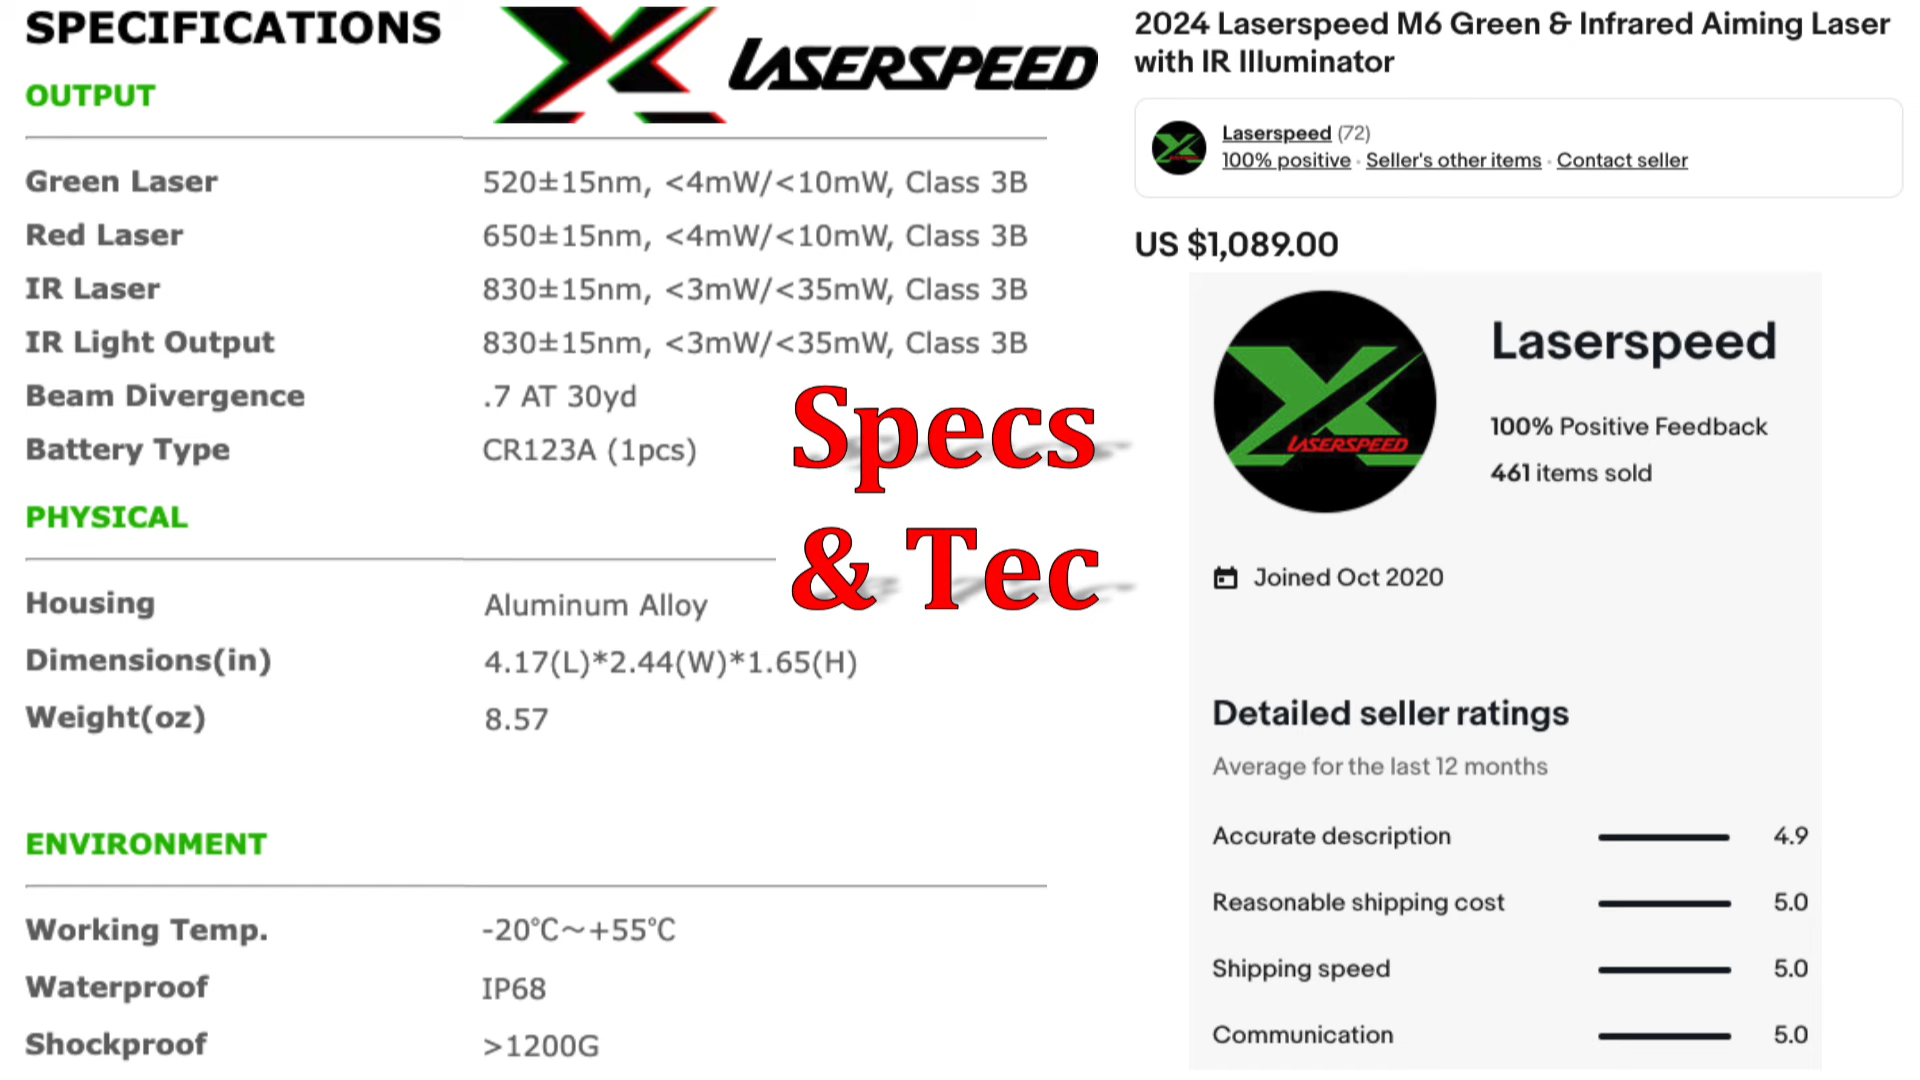 SPECIFICATIONS
LASERSPEED
OUTPUT
Green Laser 520±15nm, <4mW/<10mW, Class 3B
Red Laser 650±15nm, <4mW/<10mW, Class 3B
IR Laser 830±15nm, <3mW/<35mW, Class 3B
IR Light Output 830±15nm, <3mW/<35mW, Class 3B
Beam Divergence .7 AT 30yd
Battery Type CR123A (1pcs)
Specs
& Tec
PHYSICAL
Housing Aluminum Alloy
Dimensions(in) 4.17(L)*2.44(W)*1.65(H)
Weight(oz) 8.57
ENVIRONMENT
Working Temp. -20°C~+55°C
Waterproof IP68
Shockproof >1200G
2024 Laserspeed M6 Green & Infrared Aiming Laser
with IR Illuminator
Laserspeed (72)
100% positive · Seller's other items · Contact seller
US $1,089.00
LASERSPEED
Laserspeed
100% Positive Feedback
461 items sold
Joined Oct 2020
Detailed seller ratings
Average for the last 12 months
Accurate description 4.9
Reasonable shipping cost 5.0
Shipping speed 5.0
Communication 5.0